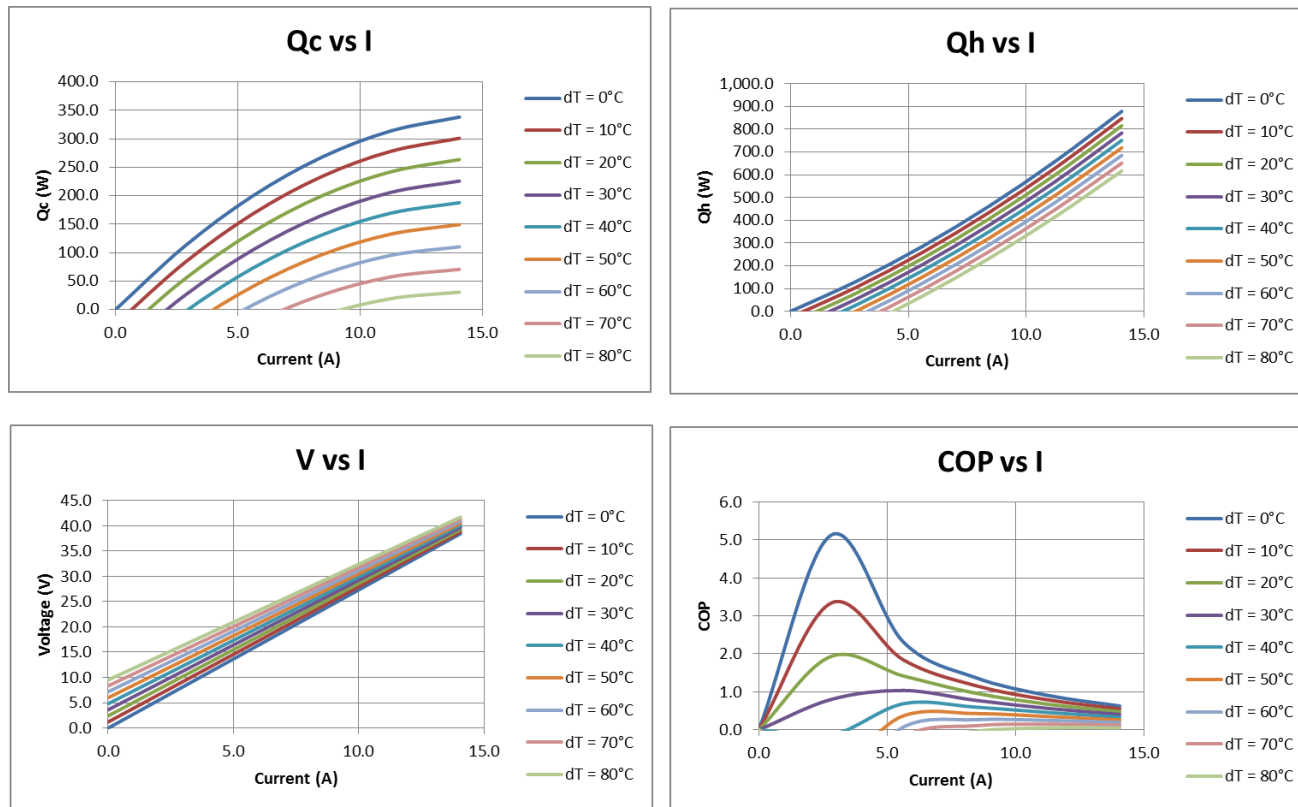 Qc vs I
400.0
350.0
300.0
250.0
200.0
150.0
100.0
50.0
0.0
Qc (W)
0.0 5.0 10.0 15.0
Current (A)
dT = 0°C
dT = 10°C
dT = 20°C
dT = 30°C
dT = 40°C
dT = 50°C
dT = 60°C
dT = 70°C
dT = 80°C
Qh vs I
1,000.0
900.0
800.0
700.0
600.0
500.0
400.0
300.0
200.0
100.0
0.0
Qh (W)
0.0 5.0 10.0 15.0
Current (A)
dT = 0°C
dT = 10°C
dT = 20°C
dT = 30°C
dT = 40°C
dT = 50°C
dT = 60°C
dT = 70°C
dT = 80°C
V vs I
45.0
40.0
35.0
30.0
25.0
20.0
15.0
10.0
5.0
0.0
Voltage (V)
0.0 5.0 10.0 15.0
Current (A)
dT = 0°C
dT = 10°C
dT = 20°C
dT = 30°C
dT = 40°C
dT = 50°C
dT = 60°C
dT = 70°C
dT = 80°C
COP vs I
6.0
5.0
4.0
3.0
2.0
1.0
0.0
COP
0.0 5.0 10.0 15.0
Current (A)
dT = 0°C
dT = 10°C
dT = 20°C
dT = 30°C
dT = 40°C
dT = 50°C
dT = 60°C
dT = 70°C
dT = 80°C